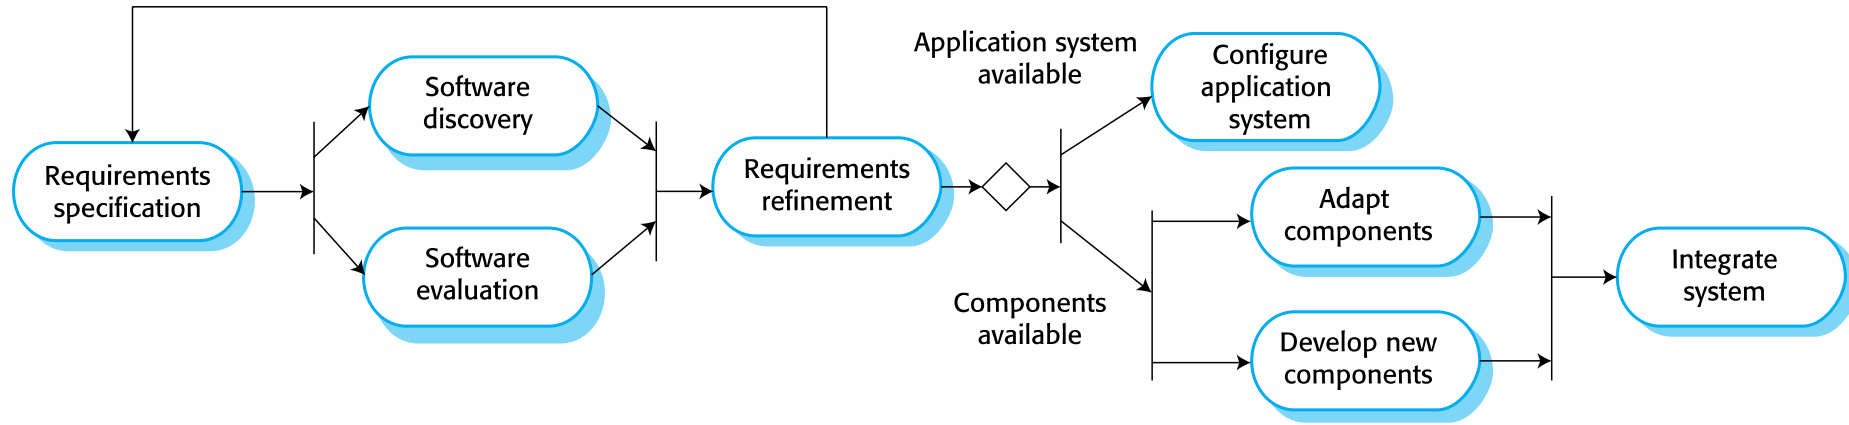 Requirements
specification
Software
discovery
Software
evaluation
Requirements
refinement
Application system
available
Configure
application
system
Components
available
Adapt
components
Develop new
components
Integrate
system